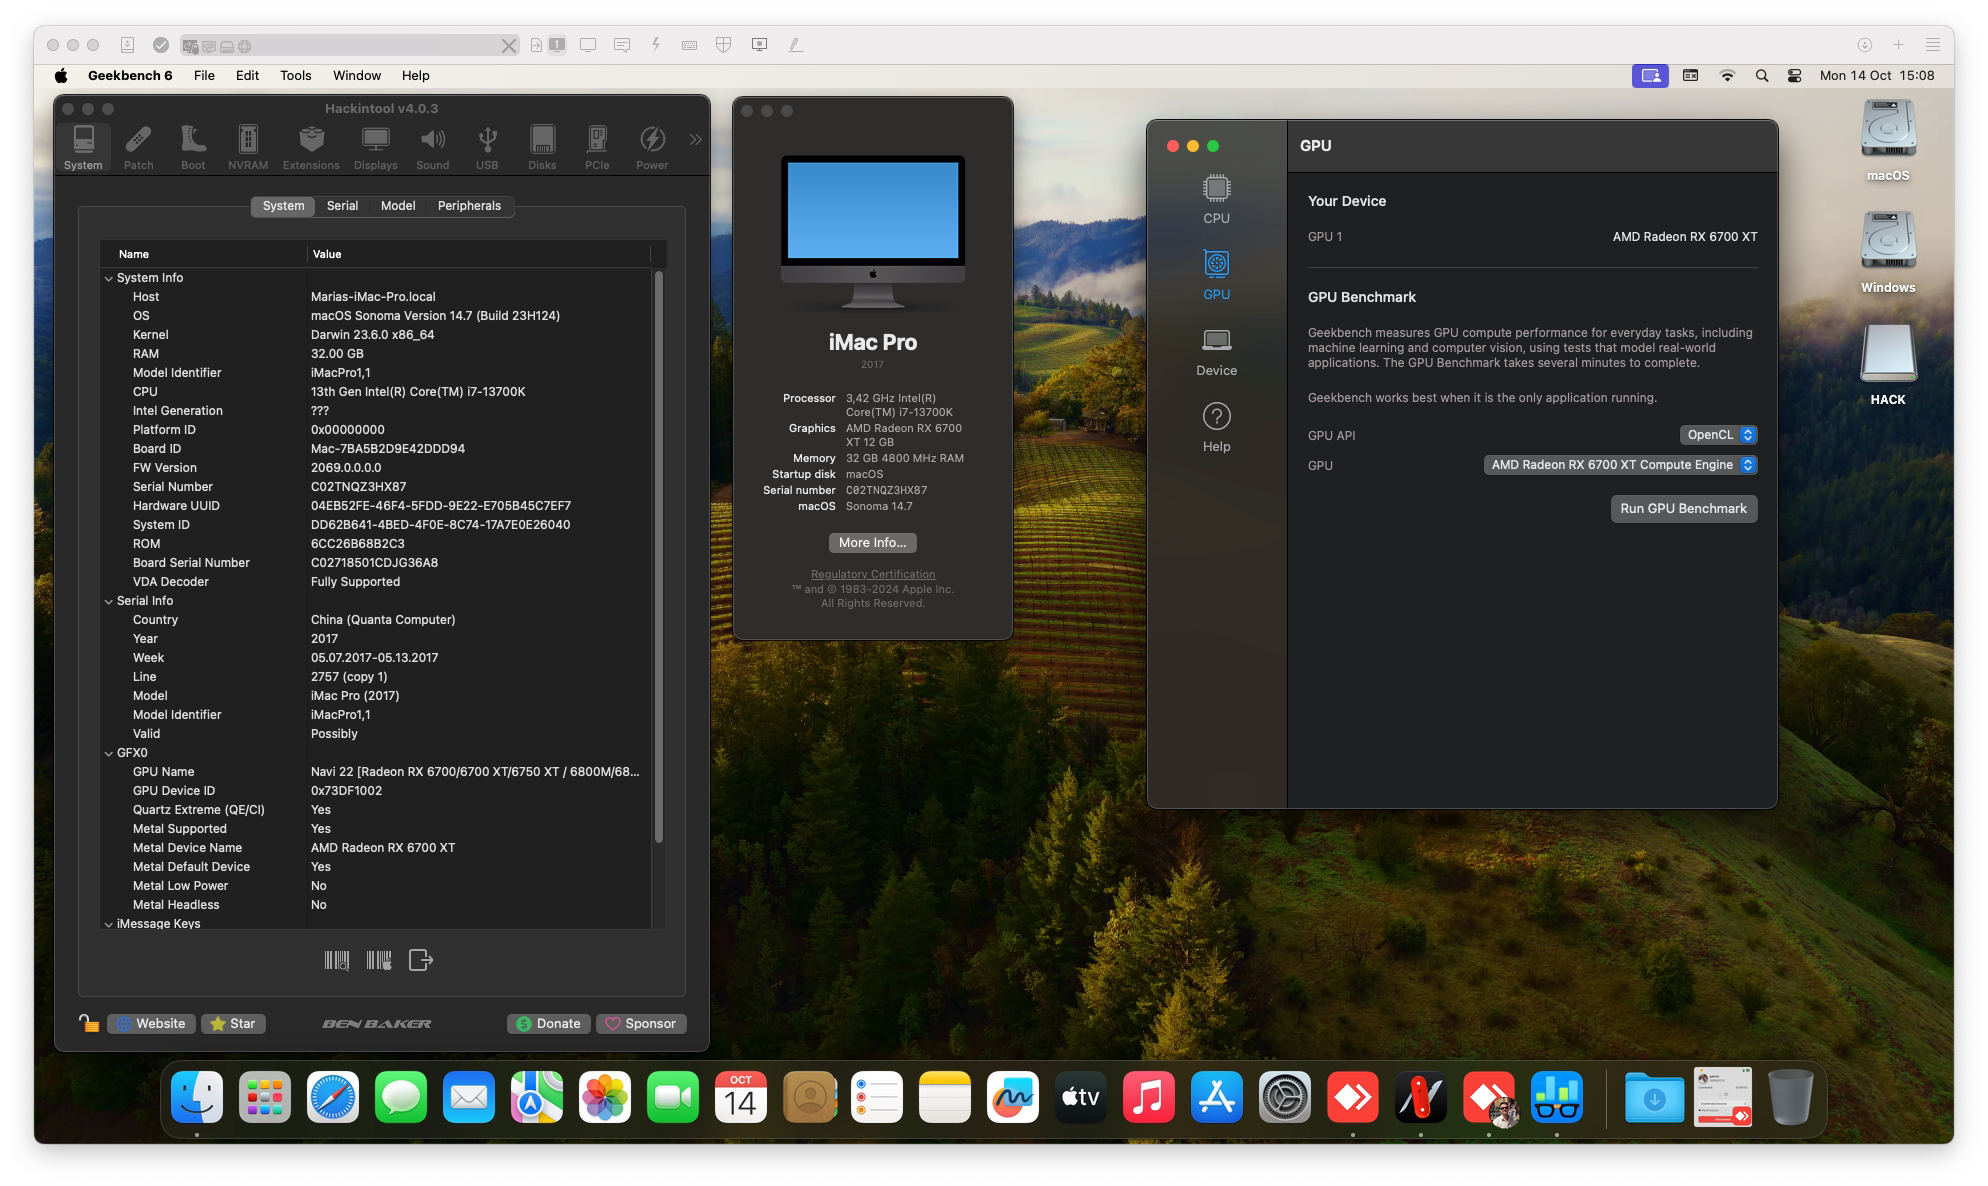 1
Geekbench 6 File Edit Tools Window Help
Mon 14 Oct 15:08
Hackintool v4.0.3
System Patch Boot NVRAM Extensions Displays Sound USB Disks PCIe Power
System Serial Model Peripherals
Name Value
System Info
Host Marias-iMac-Pro.local
OS macOS Sonoma Version 14.7 (Build 23H124)
Kernel Darwin 23.6.0 x86_64
RAM 32.00 GB
Model Identifier iMacPro1,1
CPU 13th Gen Intel(R) Core(TM) i7-13700K
Intel Generation ???
Platform ID 0x00000000
Board ID Mac-7BA5B2D9E42DDD94
FW Version 2069.0.0.0.0
Serial Number C02TNQZ3HX87
Hardware UUID 04EB52FE-46F4-5FDD-9E22-E705B45C7EF7
System ID DD62B641-4BED-4F0E-8C74-17A7E0E26040
ROM 6CC26B68B2C3
Board Serial Number C02718501CDJG36A8
VDA Decoder Fully Supported
Serial Info
Country China (Quanta Computer)
Year 2017
Week 05.07.2017-05.13.2017
Line 2757 (copy 1)
Model iMac Pro (2017)
Model Identifier iMacPro1,1
Valid Possibly
GFX0
GPU Name Navi 22 [Radeon RX 6700/6700 XT/6750 XT / 6800M/68...
GPU Device ID 0x73DF1002
Quartz Extreme (QE/CI) Yes
Metal Supported Yes
Metal Device Name AMD Radeon RX 6700 XT
Metal Default Device Yes
Metal Low Power No
Metal Headless No
iMessage Keys
Website Star BEN BAKER Donate Sponsor
iMac Pro
2017
Processor 3,42 GHz Intel(R)
Core(TM) i7-13700K
Graphics AMD Radeon RX 6700
XT 12 GB
Memory 32 GB 4800 MHz RAM
Startup disk macOS
Serial number C02TNQZ3HX87
macOS Sonoma 14.7
More Info...
Regulatory Certification
™ and © 1983-2024 Apple Inc.
All Rights Reserved.
CPU
GPU
Device
Help
GPU
Your Device
GPU 1 AMD Radeon RX 6700 XT
GPU Benchmark
Geekbench measures GPU compute performance for everyday tasks, including
machine learning and computer vision, using tests that model real-world
applications. The GPU Benchmark takes several minutes to complete.
Geekbench works best when it is the only application running.
GPU API OpenCL
GPU AMD Radeon RX 6700 XT Compute Engine
Run GPU Benchmark
macOS
Windows
HACK
OCT
14
tv